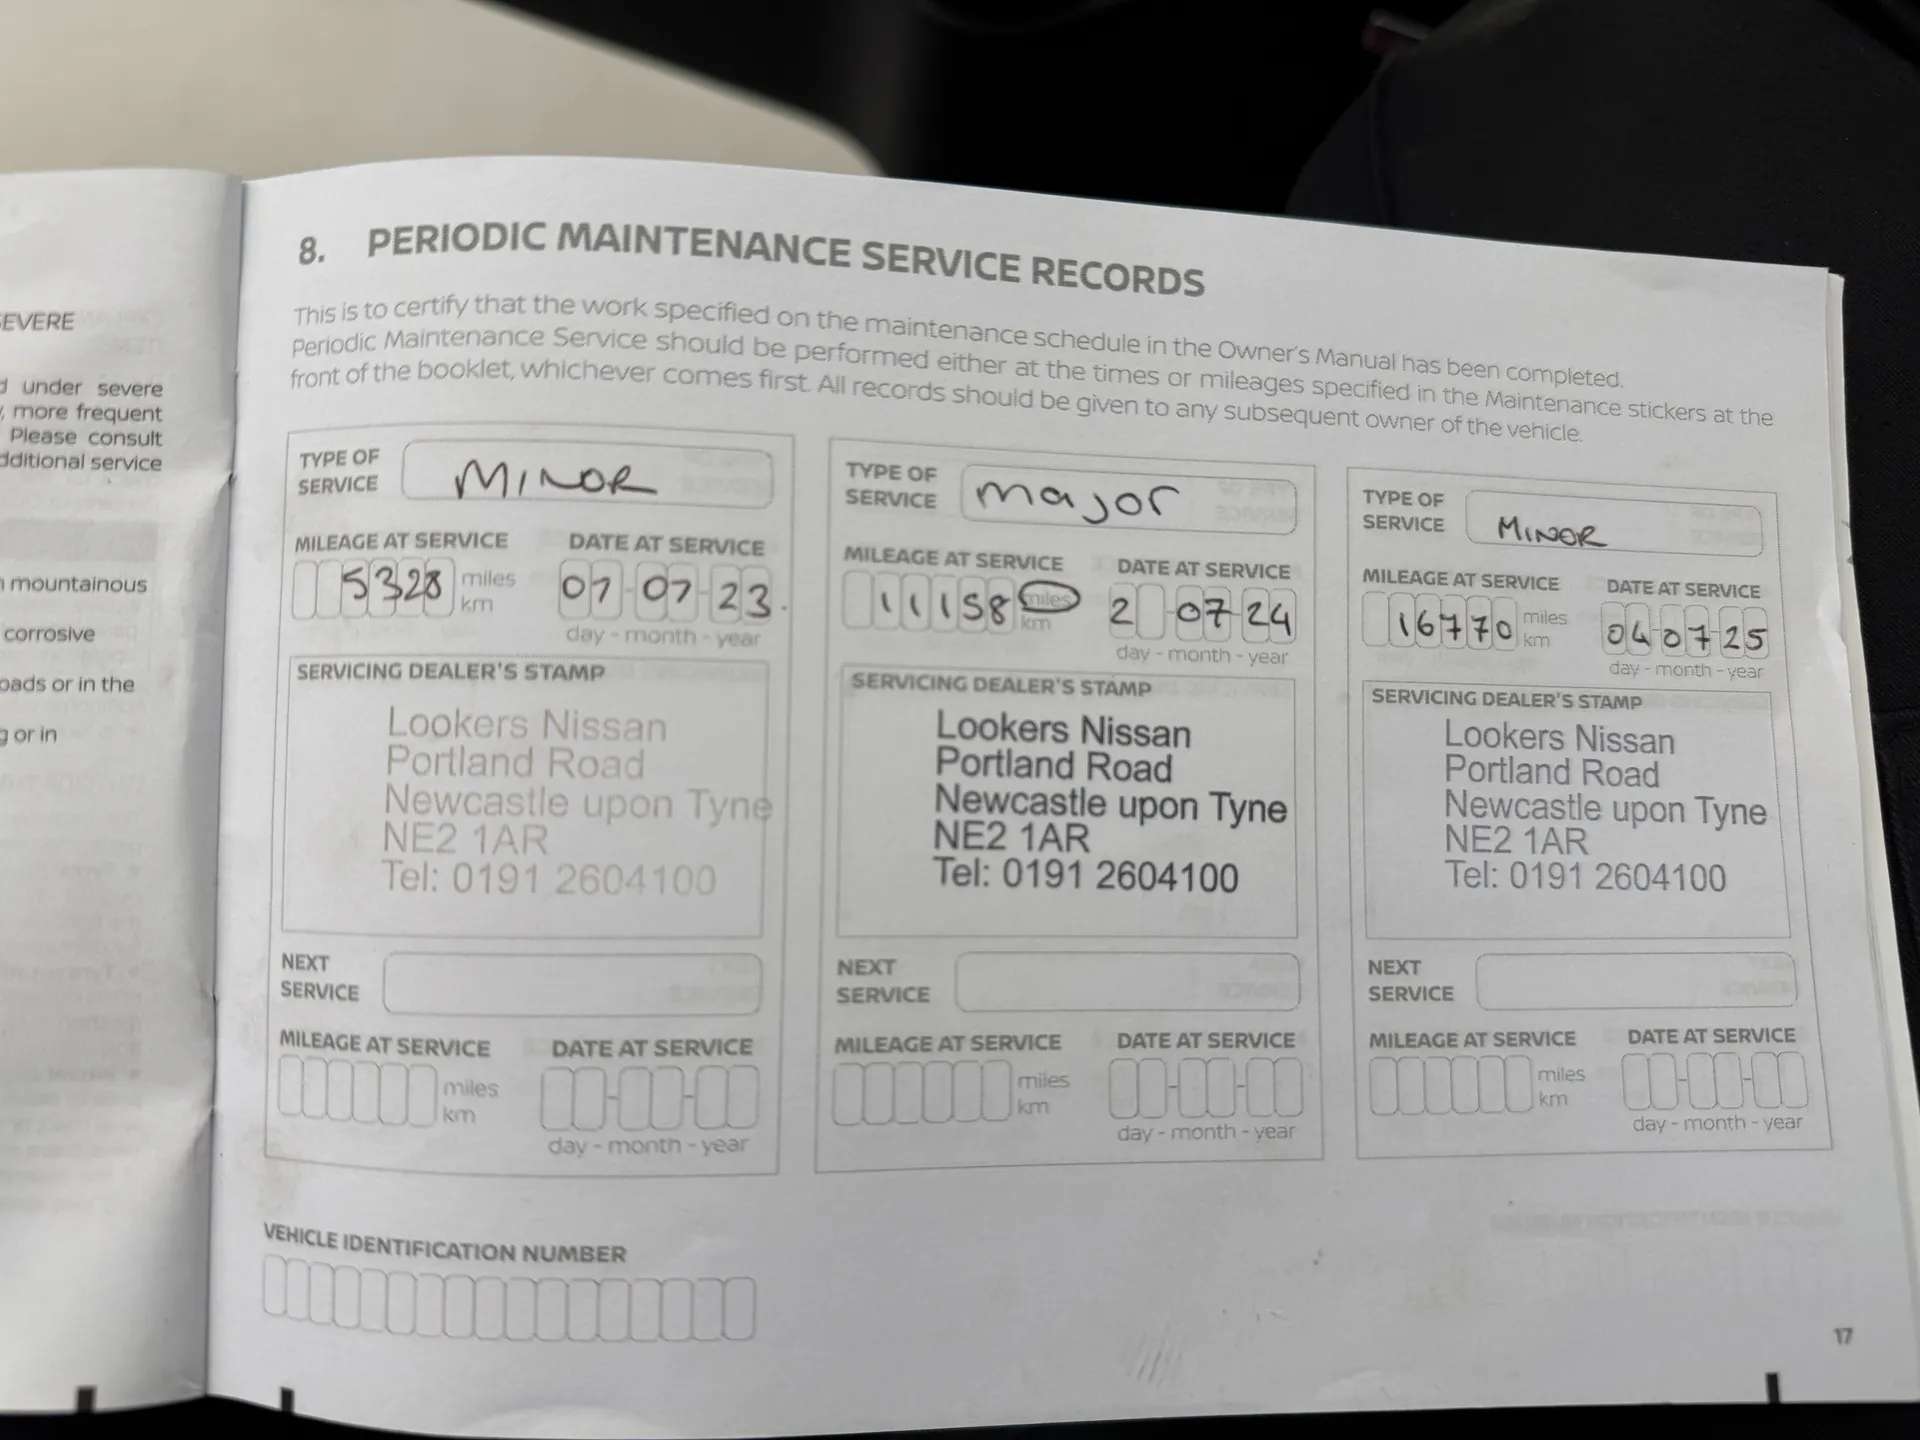 EVERE
d under severe
, more frequent
Please consult
dditional service
mountainous
corrosive
oads or in the
g or in
8. PERIODIC MAINTENANCE SERVICE RECORDS
This is to certify that the work specified on the maintenance schedule in the Owner's Manual has been completed.
Periodic Maintenance Service should be performed either at the times or mileages specified in the Maintenance stickers at the
front of the booklet, whichever comes first. All records should be given to any subsequent owner of the vehicle.
TYPE OF
SERVICE
MINOR
MILEAGE AT SERVICE
5328
miles
km
DATE AT SERVICE
07-07-23
day - month - year
SERVICING DEALER'S STAMP
Lookers Nissan
Portland Road
Newcastle upon Tyne
NE2 1AR
Tel: 0191 2604100
NEXT
SERVICE
MILEAGE AT SERVICE
miles
km
DATE AT SERVICE
day - month - year
TYPE OF
SERVICE
major
MILEAGE AT SERVICE
11158
miles
km
DATE AT SERVICE
2 -07-24
day - month - year
SERVICING DEALER'S STAMP
Lookers Nissan
Portland Road
Newcastle upon Tyne
NE2 1AR
Tel: 0191 2604100
NEXT
SERVICE
MILEAGE AT SERVICE
miles
km
DATE AT SERVICE
day - month - year
TYPE OF
SERVICE
MINOR
MILEAGE AT SERVICE
16770
miles
km
DATE AT SERVICE
04-07-25
day - month - year
SERVICING DEALER'S STAMP
Lookers Nissan
Portland Road
Newcastle upon Tyne
NE2 1AR
Tel: 0191 2604100
NEXT
SERVICE
MILEAGE AT SERVICE
miles
km
DATE AT SERVICE
day - month - year
VEHICLE IDENTIFICATION NUMBER
17